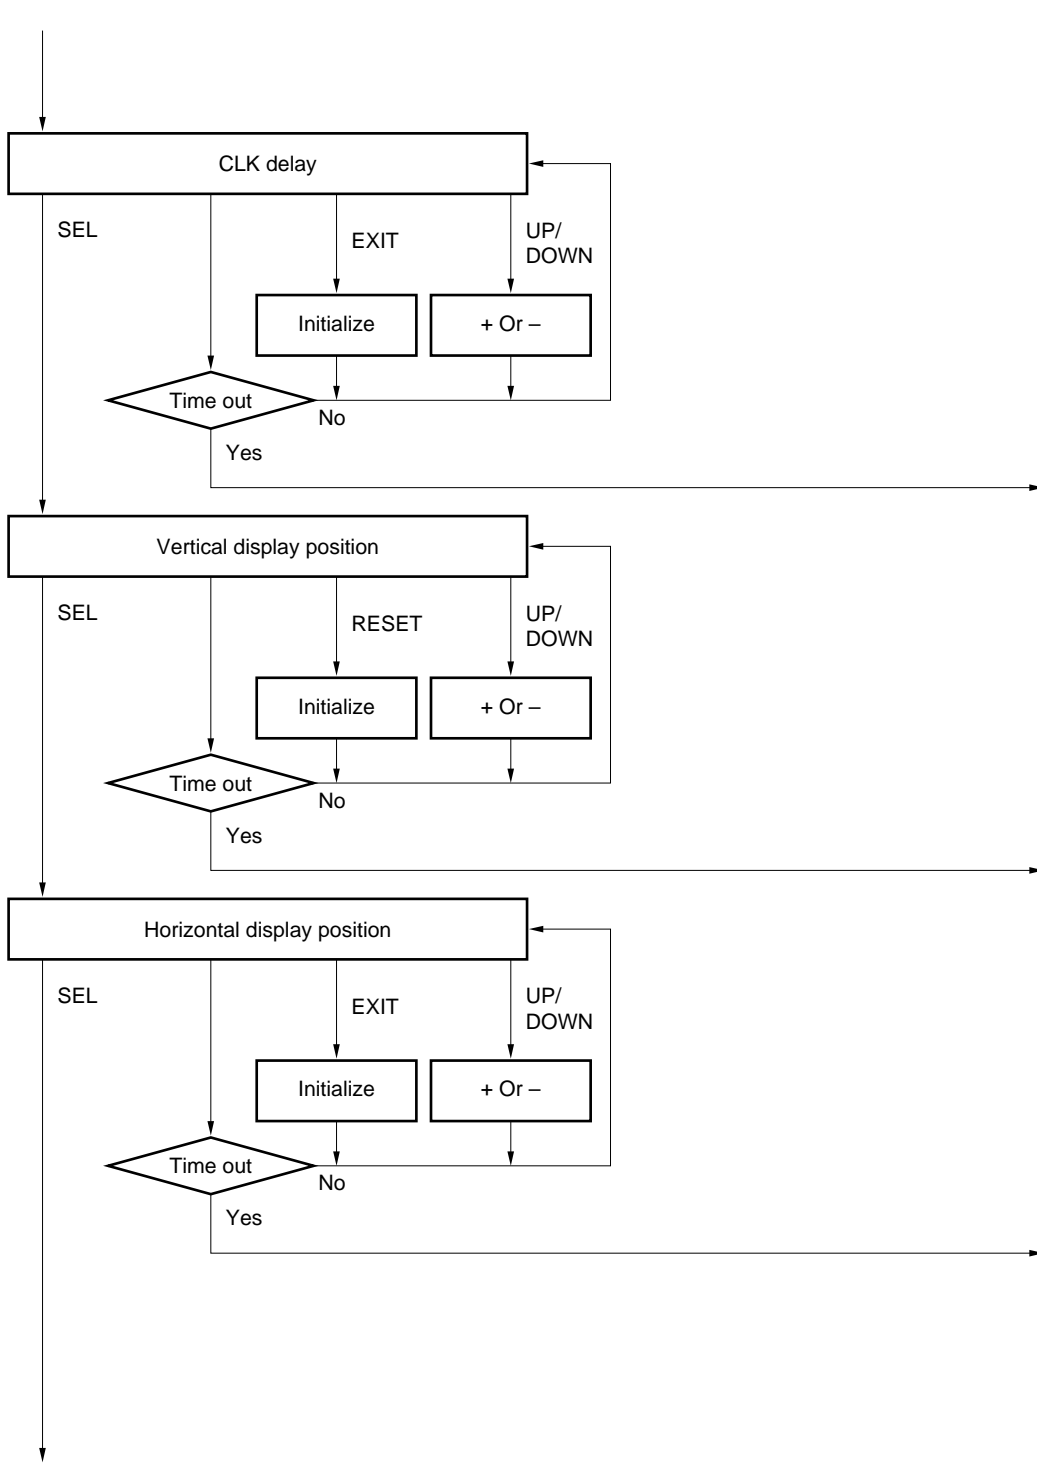 CLK delay
SEL
EXIT
UP/
DOWN
Initialize
+ Or –
Time out
No
Yes
Vertical display position
SEL
RESET
UP/
DOWN
Initialize
+ Or –
Time out
No
Yes
Horizontal display position
SEL
EXIT
UP/
DOWN
Initialize
+ Or –
Time out
No
Yes